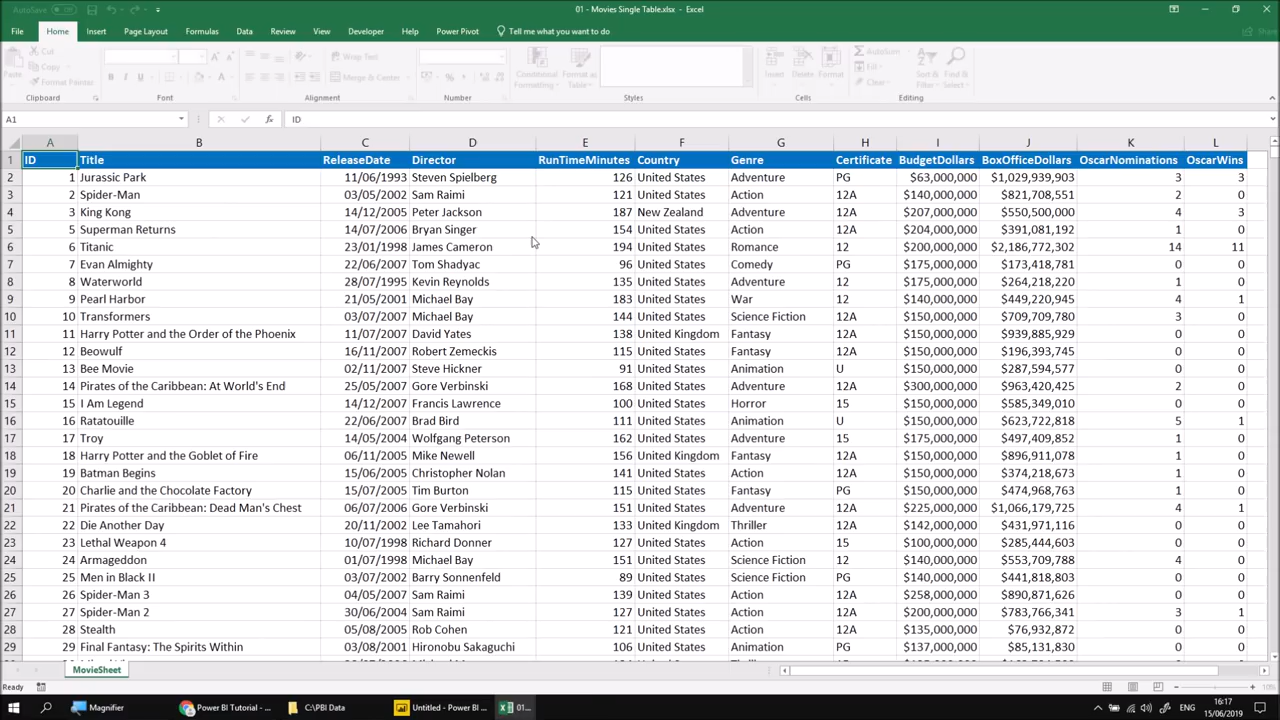 AutoSave Off 01 - Movies Single Table.xlsx - Excel
File Home Insert Page Layout Formulas Data Review View Developer Help Power Pivot Tell me what you want to do Share
Paste Cut Copy Format Painter Wrap Text Merge & Center Conditional Formatting Format as Table Insert Delete Format AutoSum Fill Clear Sort & Filter Find & Select
Clipboard Font Alignment Number Styles Cells Editing
A1 fx ID
A B C D E F G H I J K L
1 ID Title ReleaseDate Director RunTimeMinutes Country Genre Certificate BudgetDollars BoxOfficeDollars OscarNominations OscarWins
2 1 Jurassic Park 11/06/1993 Steven Spielberg 126 United States Adventure PG $63,000,000 $1,029,939,903 3 3
3 2 Spider-Man 03/05/2002 Sam Raimi 121 United States Action 12A $139,000,000 $821,708,551 2 0
4 3 King Kong 14/12/2005 Peter Jackson 187 New Zealand Adventure 12A $207,000,000 $550,500,000 4 3
5 5 Superman Returns 14/07/2006 Bryan Singer 154 United States Action 12A $204,000,000 $391,081,192 1 0
6 6 Titanic 23/01/1998 James Cameron 194 United States Romance 12 $200,000,000 $2,186,772,302 14 11
7 7 Evan Almighty 22/06/2007 Tom Shadyac 96 United States Comedy PG $175,000,000 $173,418,781 0 0
8 8 Waterworld 28/07/1995 Kevin Reynolds 135 United States Action 12 $175,000,000 $264,218,220 1 0
9 9 Pearl Harbor 21/05/2001 Michael Bay 183 United States War 12 $140,000,000 $449,220,945 4 1
10 10 Transformers 03/07/2007 Michael Bay 144 United States Science Fiction 12A $150,000,000 $709,709,780 3 0
11 11 Harry Potter and the Order of the Phoenix 11/07/2007 David Yates 138 United Kingdom Fantasy 12A $150,000,000 $939,885,929 0 0
12 12 Beowulf 16/11/2007 Robert Zemeckis 115 United States Fantasy 12A $150,000,000 $196,393,745 0 0
13 13 Bee Movie 02/11/2007 Steve Hickner 91 United States Animation U $150,000,000 $287,594,577 0 0
14 14 Pirates of the Caribbean: At World's End 25/05/2007 Gore Verbinski 168 United States Adventure 12A $300,000,000 $963,420,425 2 0
15 15 I Am Legend 14/12/2007 Francis Lawrence 100 United States Horror 15 $150,000,000 $585,349,010 0 0
16 16 Ratatouille 22/06/2007 Brad Bird 111 United States Animation U $150,000,000 $623,722,818 5 1
17 17 Troy 14/05/2004 Wolfgang Peterson 162 United States Adventure 15 $150,000,000 $497,409,852 1 0
18 18 Harry Potter and the Goblet of Fire 06/11/2005 Mike Newell 156 United Kingdom Fantasy 12A $150,000,000 $896,911,078 1 0
19 19 Batman Begins 15/06/2005 Christopher Nolan 141 United States Action 12A $150,000,000 $374,218,673 1 0
20 20 Charlie and the Chocolate Factory 15/07/2005 Tim Burton 115 United States Fantasy PG $150,000,000 $474,968,763 1 0
21 21 Pirates of the Caribbean: Dead Man's Chest 06/07/2006 Gore Verbinski 151 United States Adventure 12A $225,000,000 $1,066,179,725 4 1
22 22 Die Another Day 20/11/2002 Lee Tamahori 133 United Kingdom Thriller 12A $142,000,000 $431,971,116 0 0
23 23 Lethal Weapon 4 10/07/1998 Richard Donner 127 United States Action 15 $100,000,000 $285,444,603 0 0
24 24 Armageddon 01/07/1998 Michael Bay 151 United States Science Fiction 12A $150,000,000 $553,709,788 4 0
25 25 Men in Black II 03/07/2002 Barry Sonnenfeld 89 United States Science Fiction PG $140,000,000 $441,818,803 0 0
26 26 Spider-Man 3 04/05/2007 Sam Raimi 139 United States Action 12A $258,000,000 $890,871,626 0 0
27 27 Spider-Man 2 30/06/2004 Sam Raimi 127 United States Action 12A $200,000,000 $783,766,341 3 1
28 28 Stealth 05/08/2005 Rob Cohen 121 United States Action 12A $135,000,000 $76,932,872 0 0
29 29 Final Fantasy: The Spirits Within 03/08/2001 Hironobu Sakaguchi 106 United States Animation PG $137,000,000 $85,131,830 0 0
MovieSheet
Ready
Magnifier Power BI Tutorial - ... C:\PBI Data Untitled - Power BI ... 01... ENG 16:17 15/06/2019